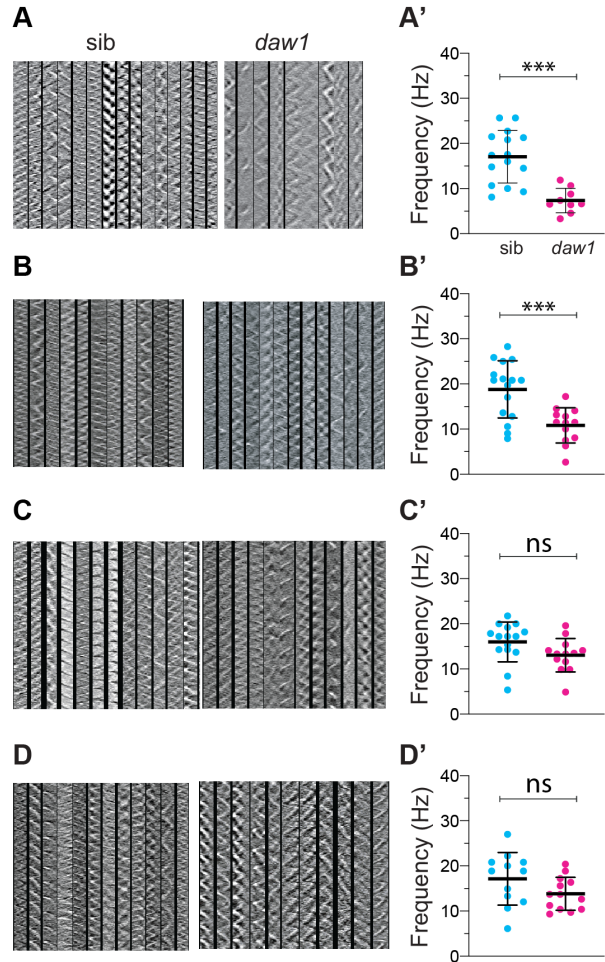 A
sib
daw1
A’
Frequency (Hz)
40
30
20
10
0
***
sib
daw1
B
B’
Frequency (Hz)
40
30
20
10
0
***
C
C’
Frequency (Hz)
40
30
20
10
0
ns
D
D’
Frequency (Hz)
40
30
20
10
0
ns